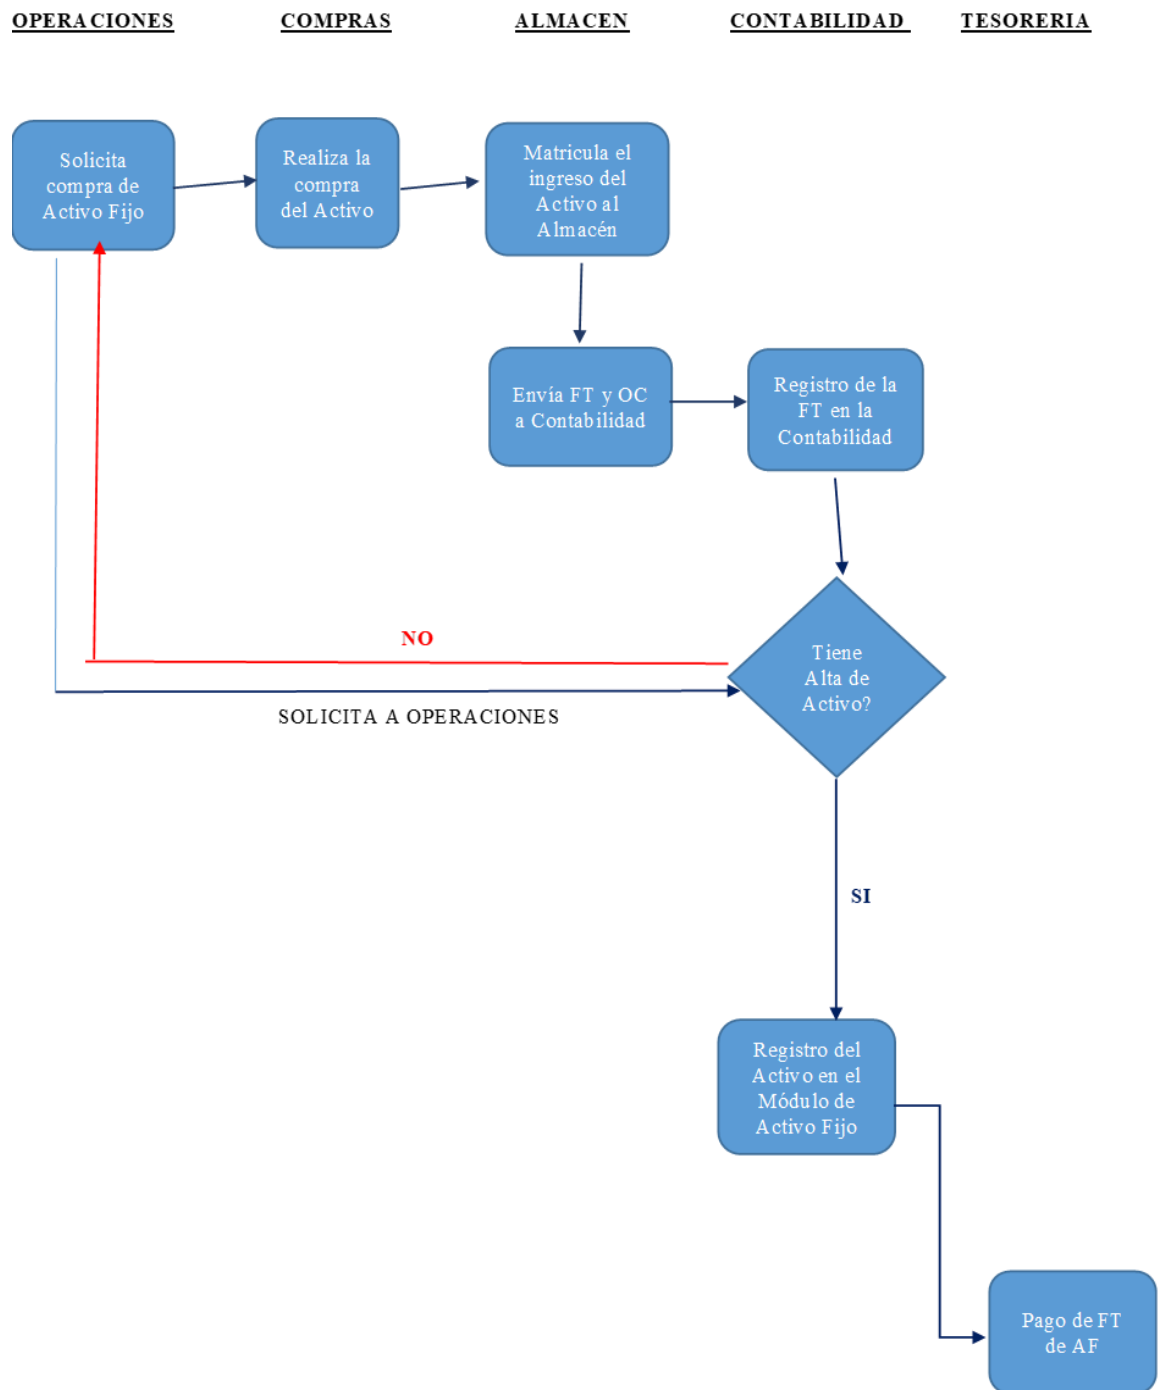 OPERACIONES
COMPRAS
ALMACEN
CONTABILIDAD
TESORERIA
Solicita
compra de
Activo Fijo
Realiza la
compra
del Activo
Matricula el
ingreso del
Activo al
Almacén
Envía FT y OC
a Contabilidad
Registro de la
FT en la
Contabilidad
NO
Tiene
Alta de
Activo?
SOLICITA A OPERACIONES
SI
Registro del
Activo en el
Módulo de
Activo Fijo
Pago de FT
de AF